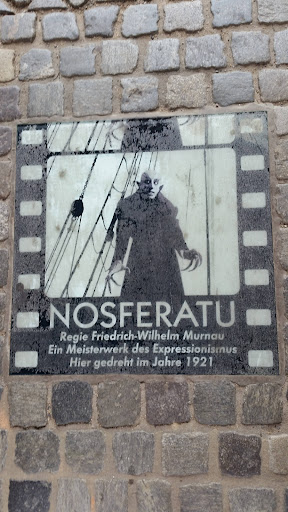 NOSFERATU
Regie Friedrich-Wilhelm Murnau
Ein Meisterwerk des Expressionismus
Hier gedreht im Jahre 1921